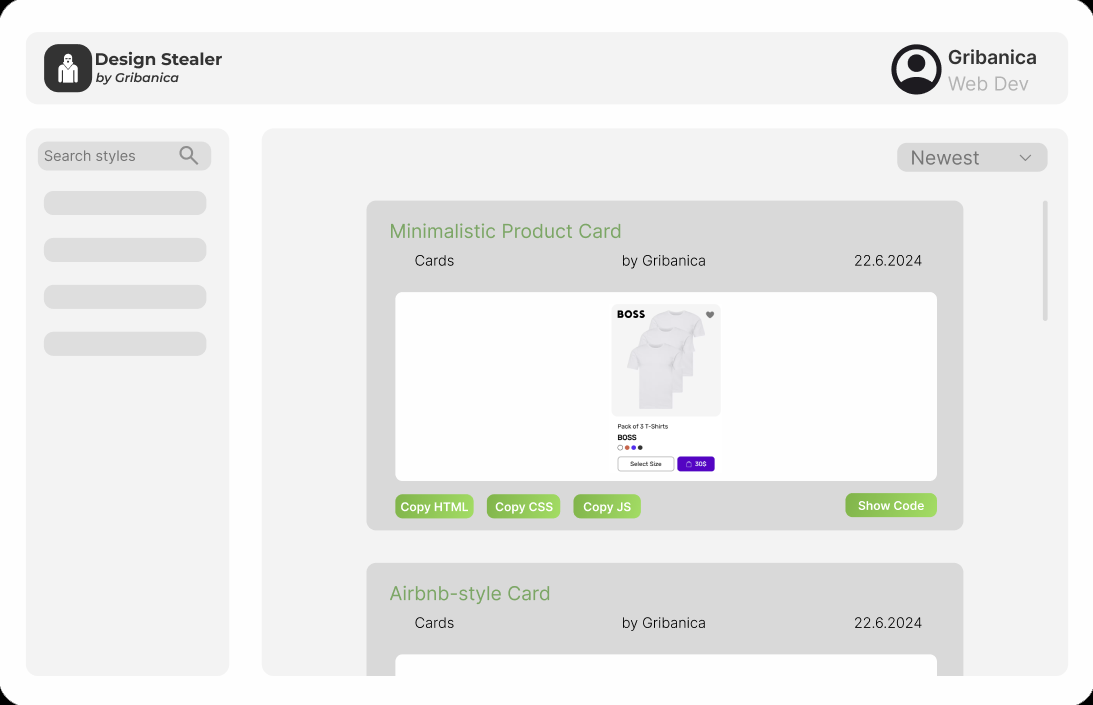 Design Stealer
by Gribanica
Gribanica
Web Dev
Search styles
Newest
Minimalistic Product Card
Cards by Gribanica 22.6.2024
BOSS
Pack of 3 T-Shirts
BOSS
Select Size 30$
Copy HTML Copy CSS Copy JS Show Code
Airbnb-style Card
Cards by Gribanica 22.6.2024